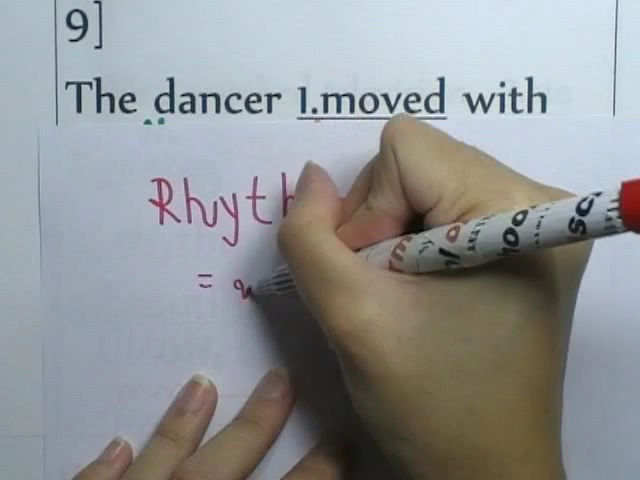 9]
The dancer 1.moved with
Rhyth
=